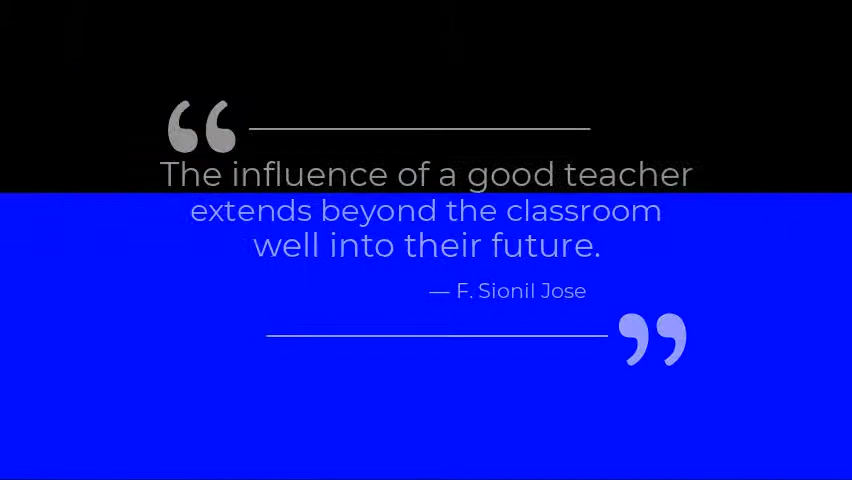 “
The influence of a good teacher
extends beyond the classroom
well into their future.
— F. Sionil Jose
”